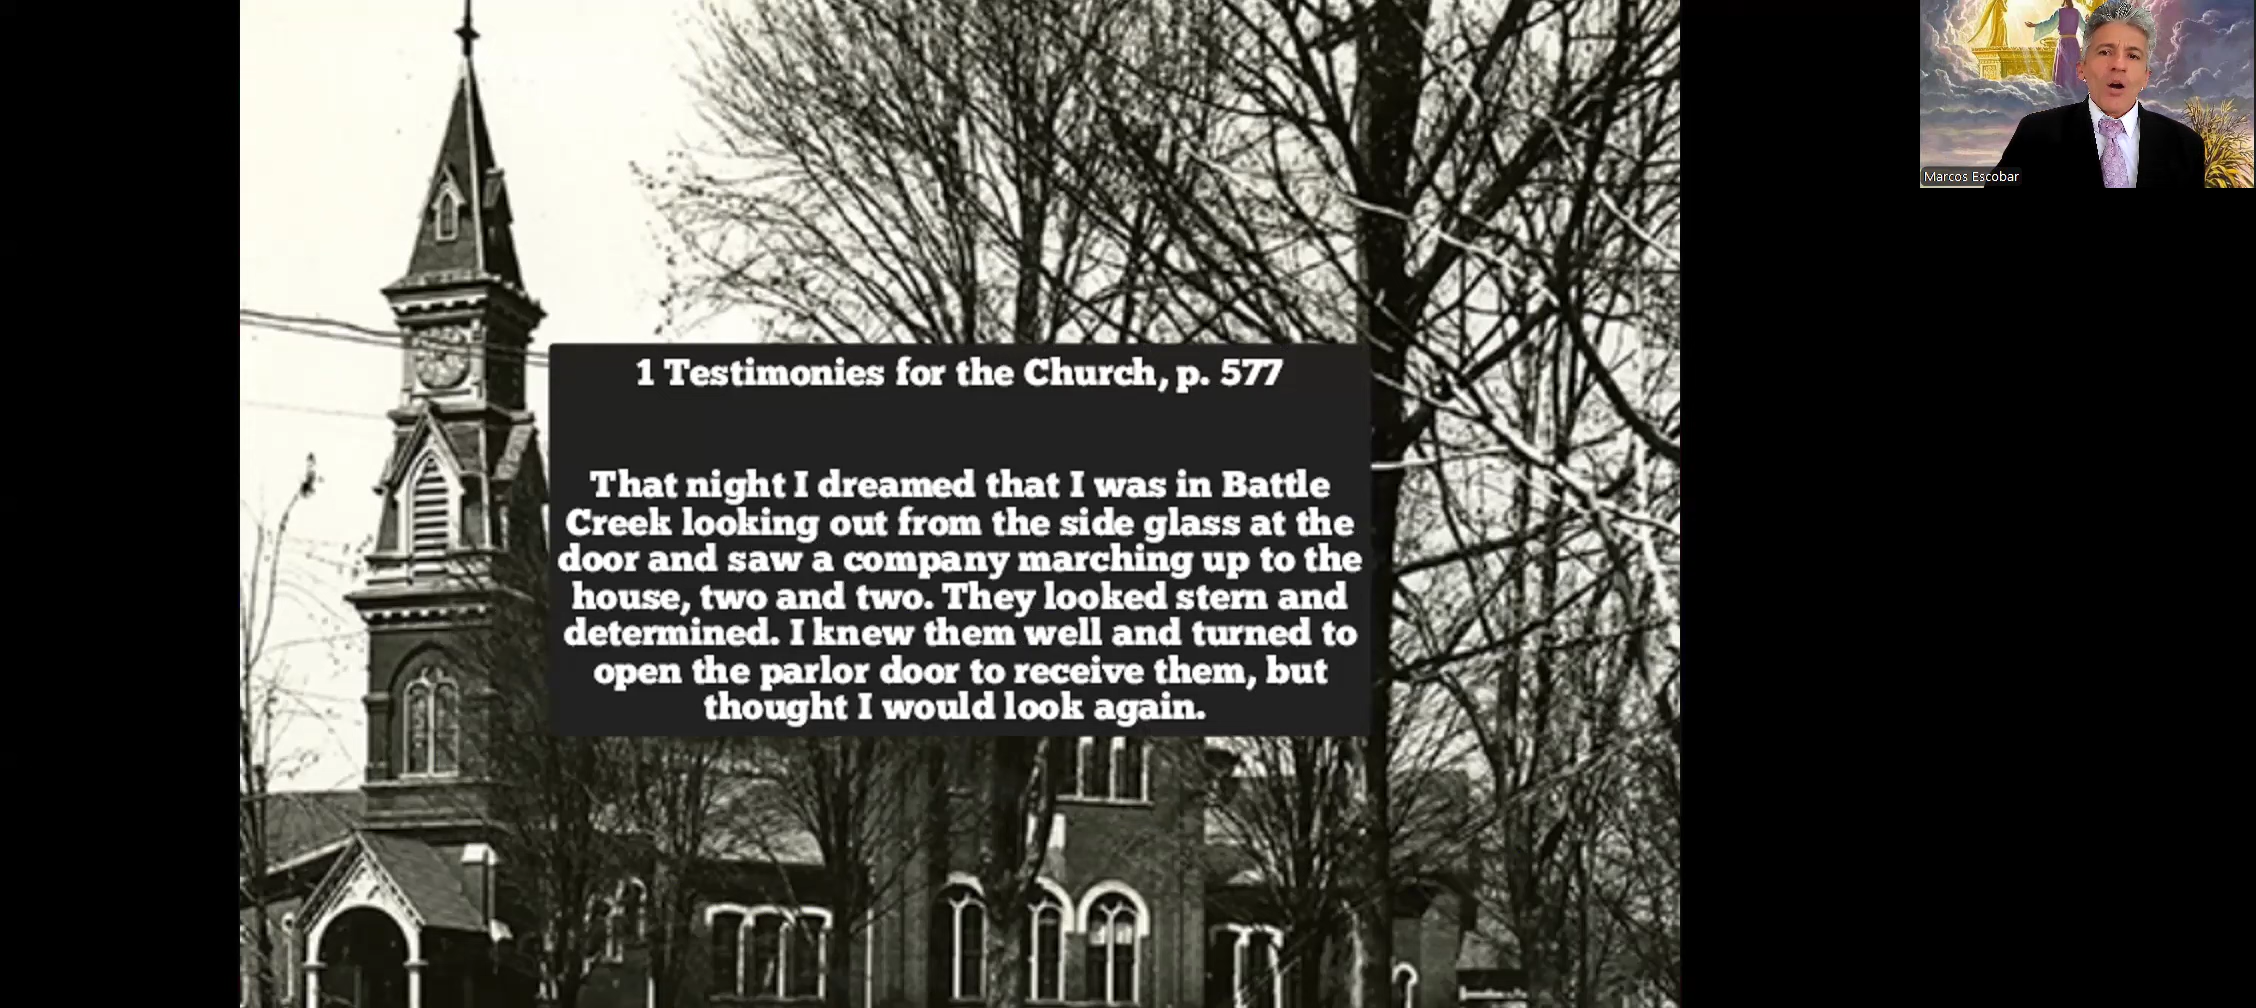 1 Testimonies for the Church, p. 577
That night I dreamed that I was in Battle
Creek looking out from the side glass at the
door and saw a company marching up to the
house, two and two. They looked stern and
determined. I knew them well and turned to
open the parlor door to receive them, but
thought I would look again.
Marcos Escobar